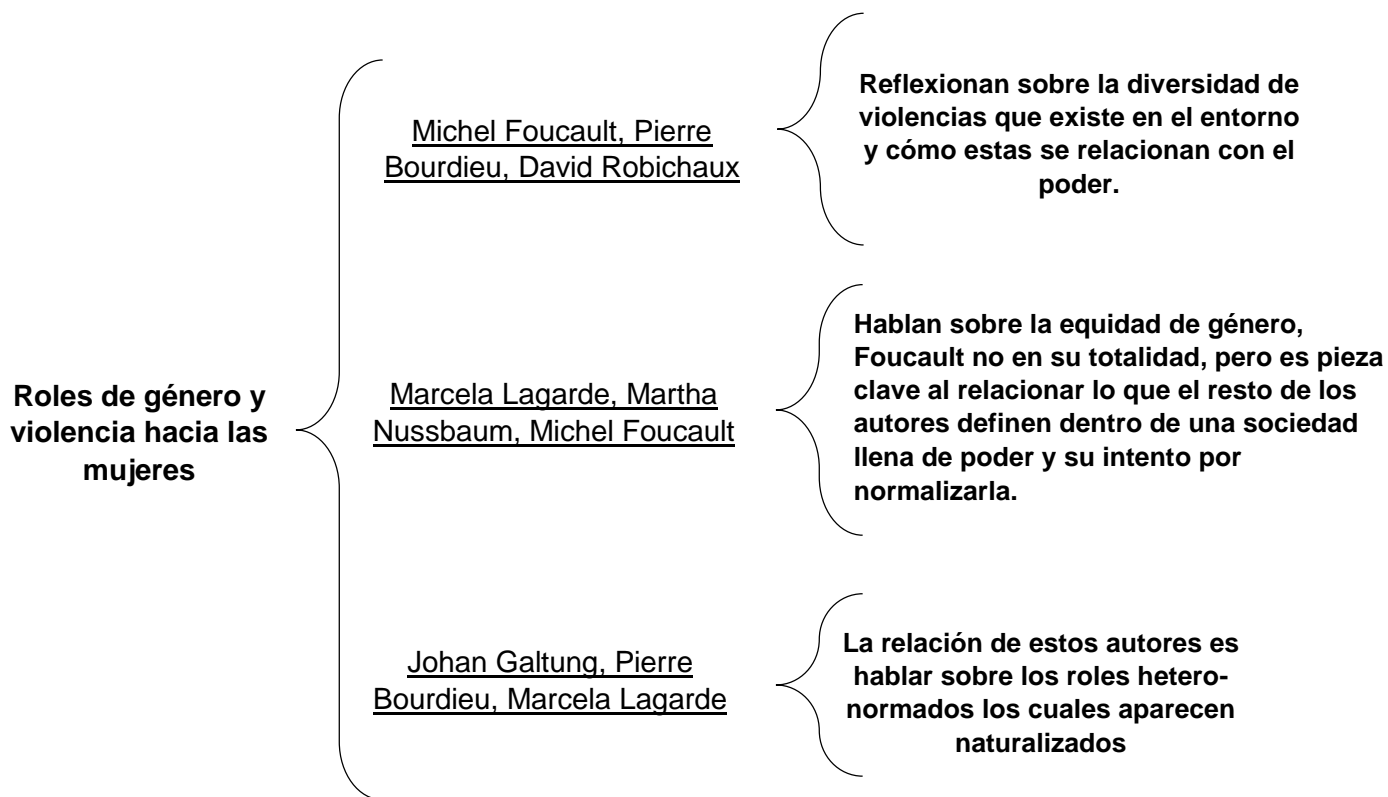 Roles de género y
violencia hacia las
mujeres
Michel Foucault, Pierre
Bourdieu, David Robichaux
Reflexionan sobre la diversidad de
violencias que existe en el entorno
y cómo estas se relacionan con el
poder.
Marcela Lagarde, Martha
Nussbaum, Michel Foucault
Hablan sobre la equidad de género,
Foucault no en su totalidad, pero es pieza
clave al relacionar lo que el resto de los
autores definen dentro de una sociedad
llena de poder y su intento por
normalizarla.
Johan Galtung, Pierre
Bourdieu, Marcela Lagarde
La relación de estos autores es
hablar sobre los roles hetero-
normados los cuales aparecen
naturalizados